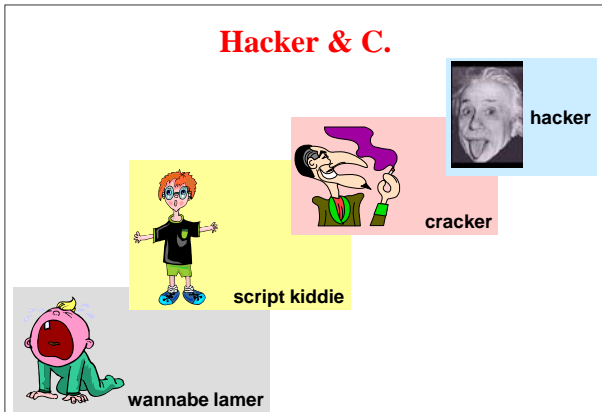 Hacker & C.
hacker
cracker
script kiddie
wannabe lamer